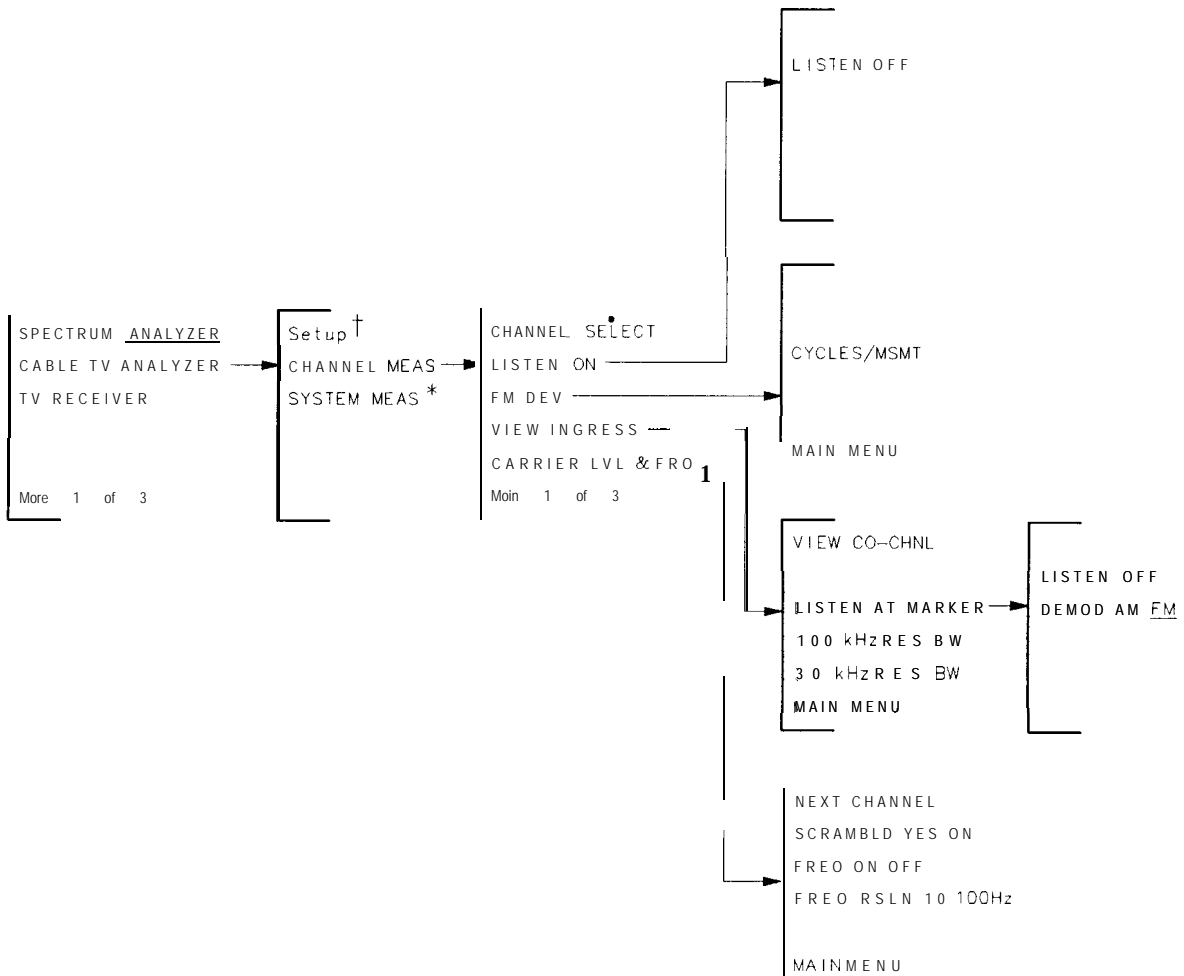 SPECTRUM ANALYZER
CABLE TV ANALYZER
TV RECEIVER
More 1 of 3
Setup†
CHANNEL MEAS
SYSTEM MEAS*
CHANNEL SELECT
LISTEN ON
FM DEV
VIEW INGRESS
CARRIER LVL & FRO 1
Moin 1 of 3
LISTEN OFF
CYCLES/MSMT
MAIN MENU
VIEW CO-CHNL
LISTEN AT MARKER
100 kHz RES BW
30 kHz RES BW
MAIN MENU
LISTEN OFF
DEMOD AM FM
NEXT CHANNEL
SCRAMBLD YES ON
FREO ON OFF
FREO RSLN 10 100Hz
MAINMENU